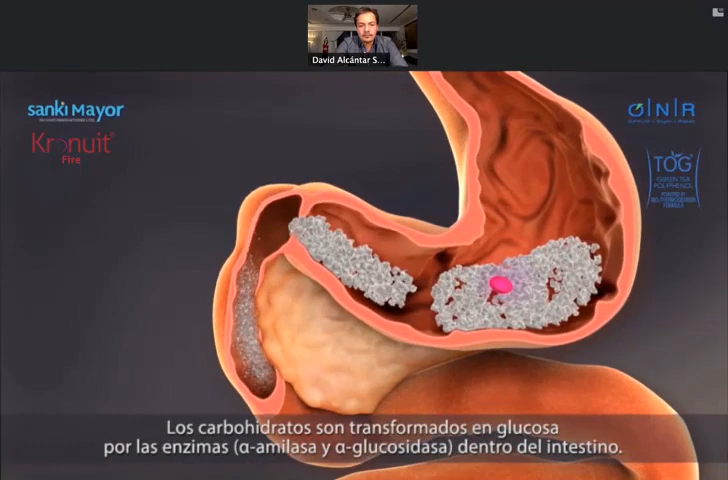 David Alcántar S...
sanki Mayor
Kronuit®
Fire
ONR
TOG
GREEN TEA
POLYPHENOL
Los carbohidratos son transformados en glucosa
por las enzimas (α-amilasa y α-glucosidasa) dentro del intestino.